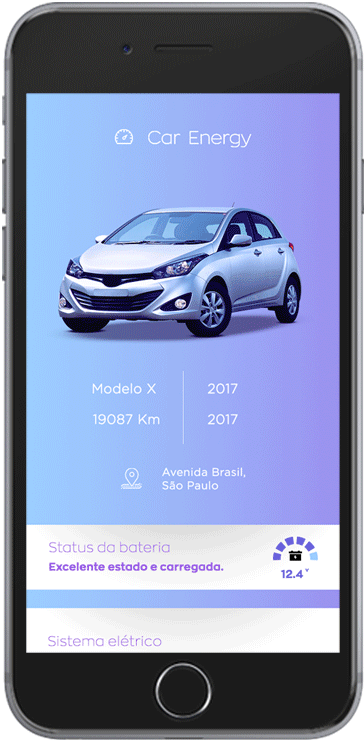 Car Energy
Modelo X 2017
19087 Km 2017
Avenida Brasil,
São Paulo
Status da bateria
Excelente estado e carregada.
12.4 v
Sistema elétrico